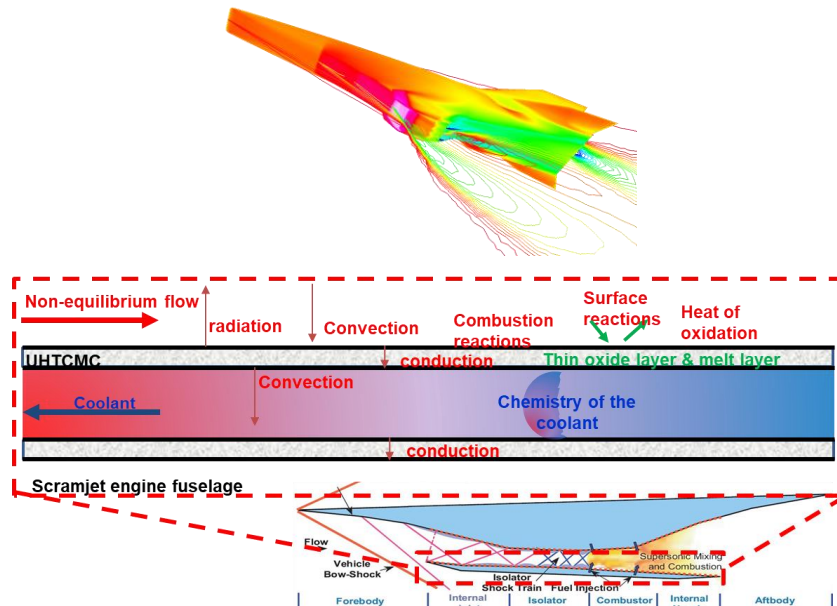 Non-equilibrium flow
radiation
Convection
Combustion
reactions
Surface
reactions
Heat of
oxidation
UHTCMC
conduction
Thin oxide layer & melt layer
Convection
Coolant
Chemistry of the
coolant
conduction
Scramjet engine fuselage
Flow
Vehicle
Bow-Shock
Isolator
Shock Train
Fuel Injection
Supersonic Mixing
and Combustion
Forebody
Internal
Isolator
Combustor
Internal
Aftbody